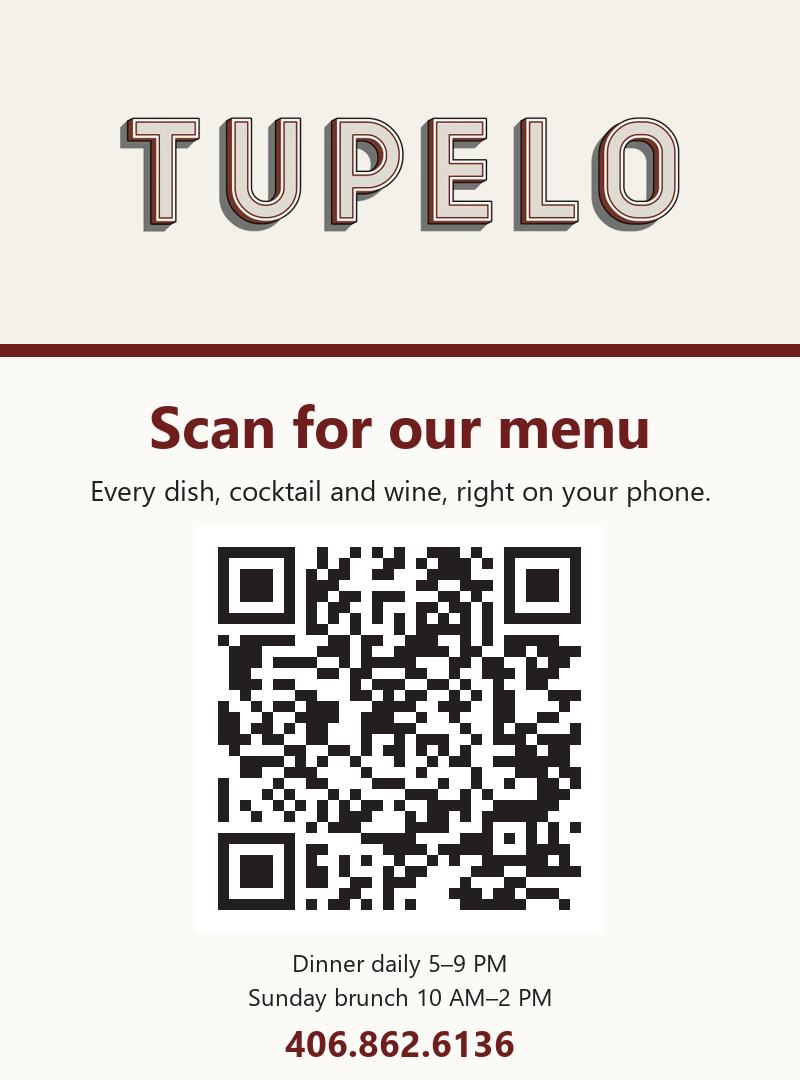 TUPELO
Scan for our menu
Every dish, cocktail and wine, right on your phone.
Dinner daily 5–9 PM
Sunday brunch 10 AM–2 PM
406.862.6136